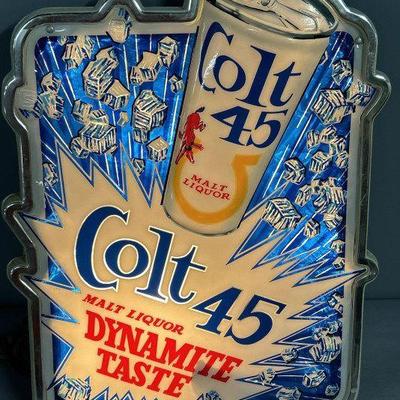 Colt
45
MALT
LIQUOR
Colt 45
MALT LIQUOR
DYNAMITE
TASTE